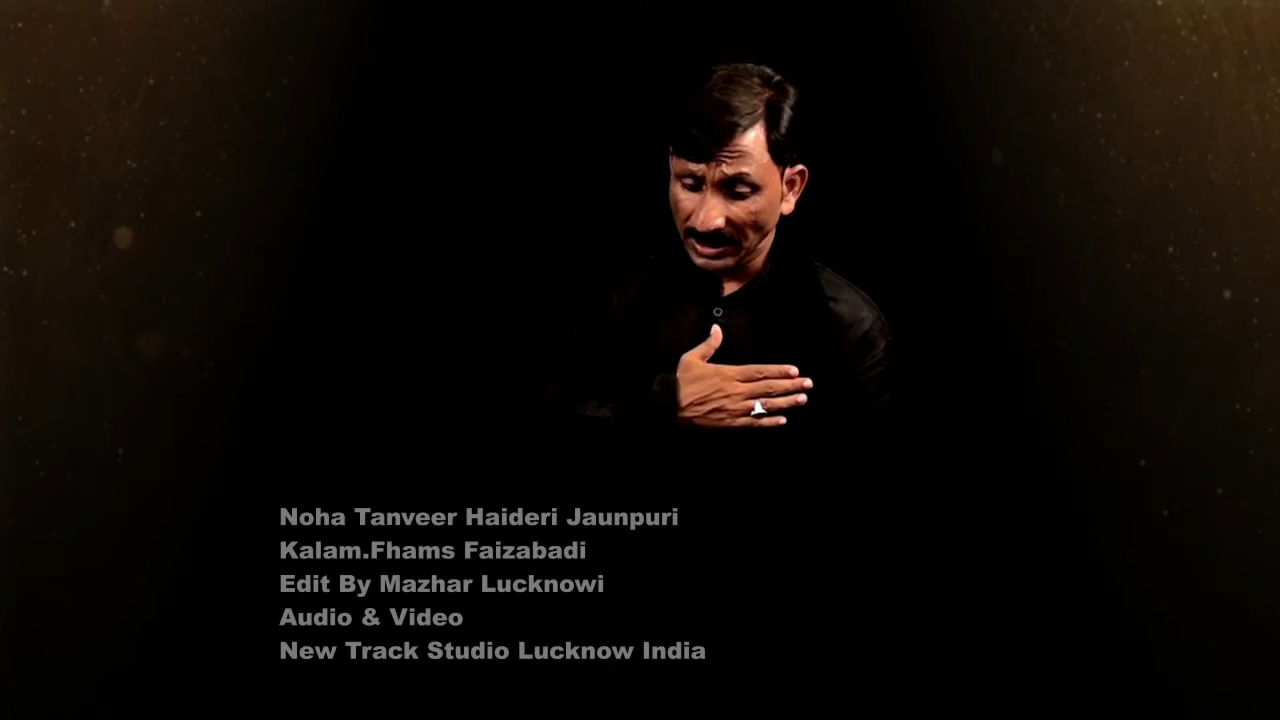 Noha Tanveer Haideri Jaunpuri
Kalam.Fhams Faizabadi
Edit By Mazhar Lucknowi
Audio & Video
New Track Studio Lucknow India